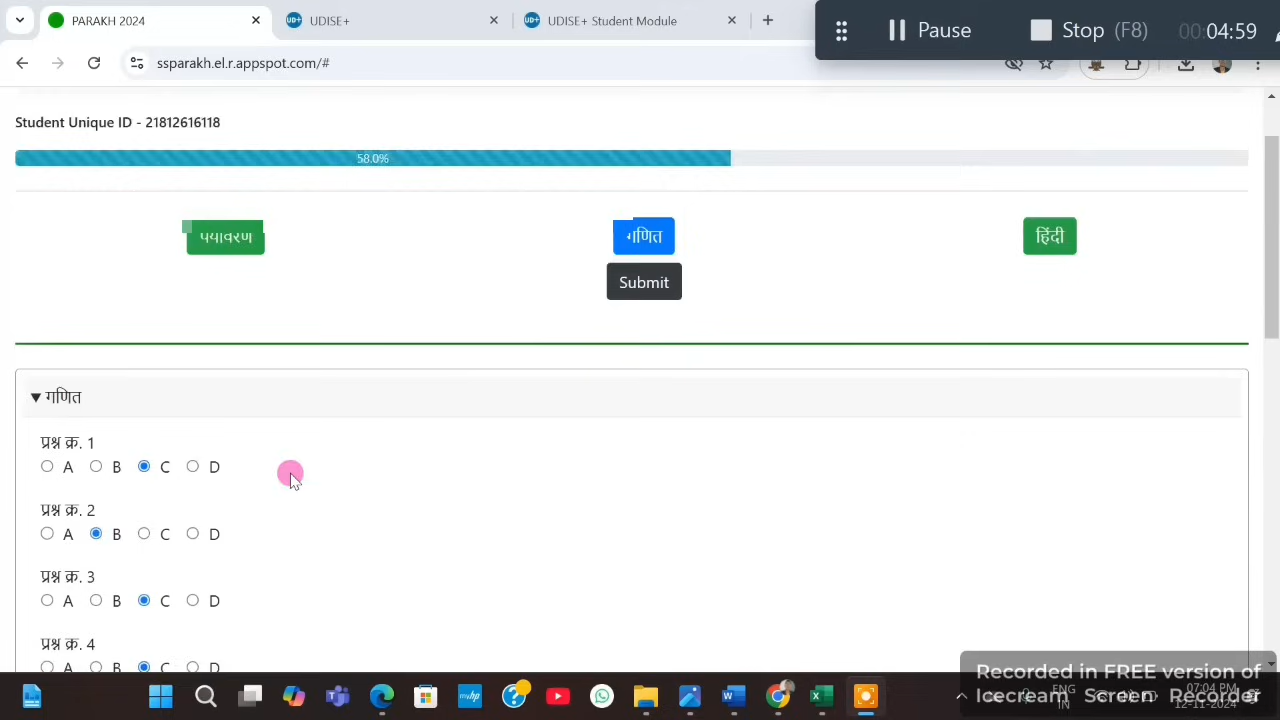 PARAKH 2024
UDISE+
UDISE+ Student Module
Pause
Stop (F8)
00:04:59
ssparakh.el.r.appspot.com/#
Student Unique ID - 21812616118
58.0%
पर्यावरण
गणित
हिंदी
Submit
गणित
प्रश्न क्र. 1
A B C D
प्रश्न क्र. 2
A B C D
प्रश्न क्र. 3
A B C D
प्रश्न क्र. 4
A B C D
Recorded in FREE version of
Icecream Screen Recorder
ENG
IN
07:04 PM
12-11-2024